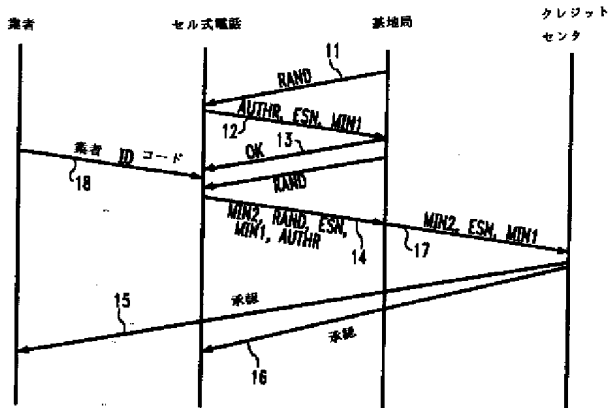 業者
セル式電話
基地局
クレジット
センタ
11
RAND
AUTHR, ESN, MIN1
12
13
OK
業者 ID コード
18
RAND
MIN2, RAND, ESN,
MIN1, AUTHR
14
17
MIN2, ESN, MIN1
15
承認
承認
16